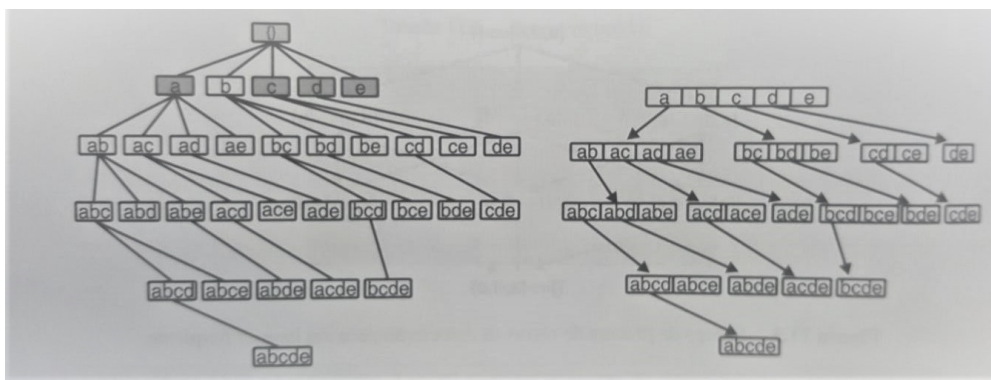 {}
a b c d e
ab ac ad ae bc bd be cd ce de
abc abd abe acd ace ade bcd bce bde cde
abcd abce abde acde bcde
abcde
a b c d e
ab ac ad ae bc bd be cd ce de
abc abd abe acd ace ade bcd bce bde cde
abcd abce abde acde bcde
abcde